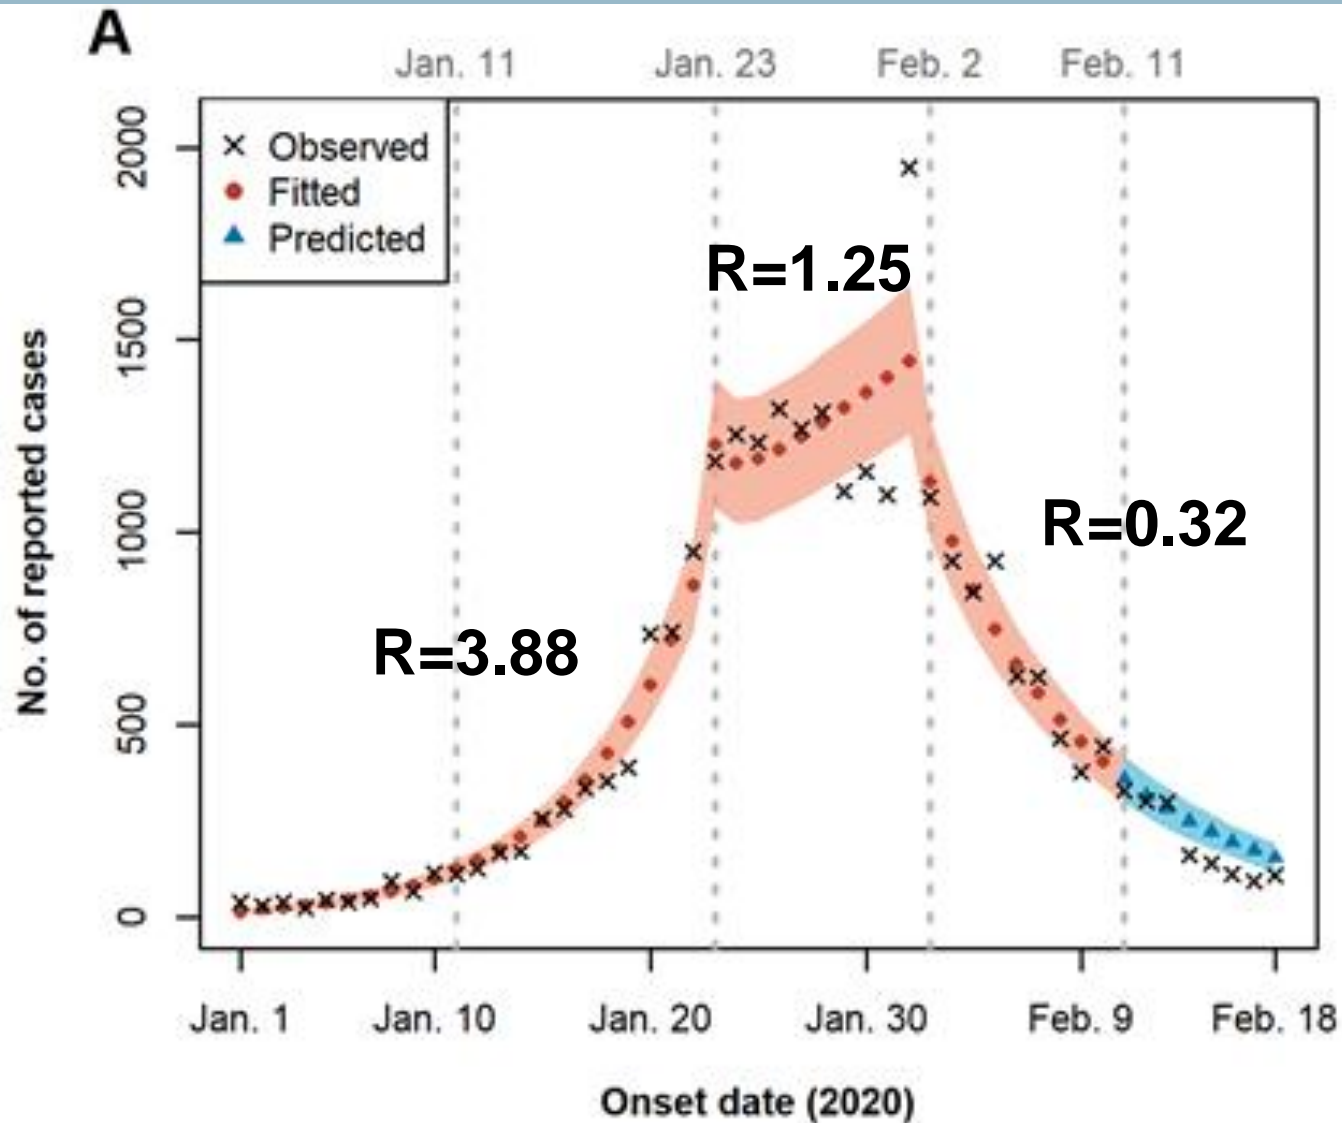 A
Jan. 11 Jan. 23 Feb. 2 Feb. 11
Observed
Fitted
Predicted
R=1.25
R=0.32
R=3.88
No. of reported cases
2000
1500
1000
500
0
Jan. 1 Jan. 10 Jan. 20 Jan. 30 Feb. 9 Feb. 18
Onset date (2020)